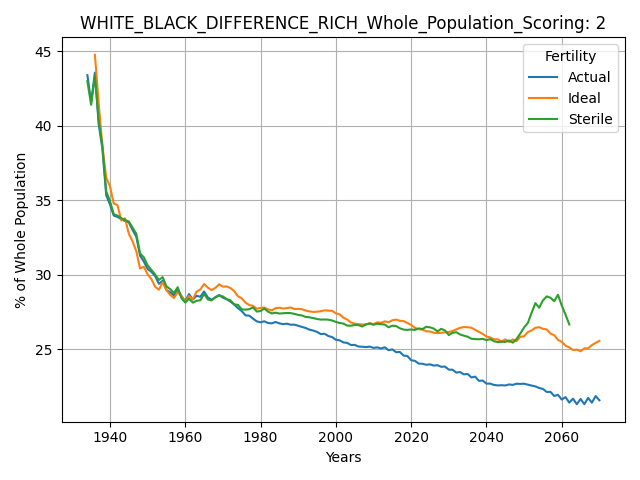 WHITE_BLACK_DIFFERENCE_RICH_Whole_Population_Scoring: 2
Fertility
Actual
Ideal
Sterile
% of Whole Population
45
40
35
30
25
1940 1960 1980 2000 2020 2040 2060
Years